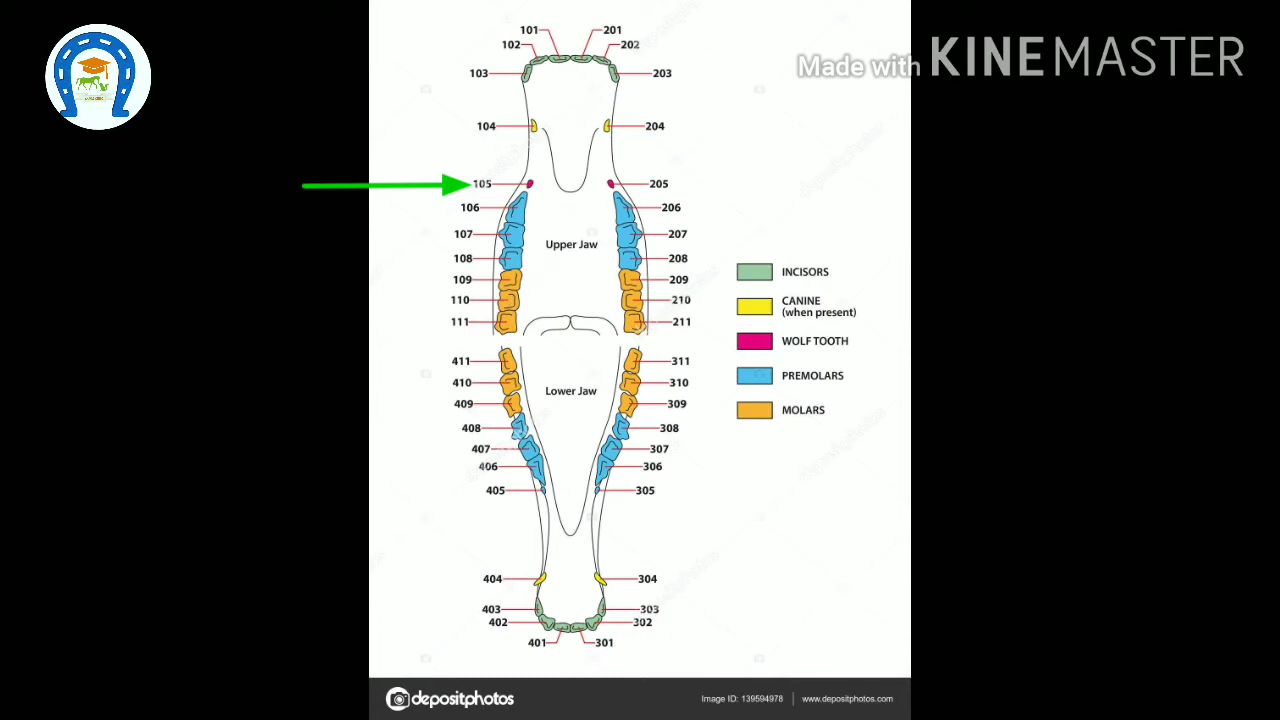 Made with KINEMASTER
101 201
102 202
103 203
104 204
105 205
106 206
107 207
108 208
109 209
110 210
111 211
Upper Jaw
411 311
410 310
409 309
408 308
407 307
406 306
405 305
Lower Jaw
404 304
403 303
402 302
401 301
INCISORS
CANINE
(when present)
WOLF TOOTH
PREMOLARS
MOLARS
depositphotos
Image ID: 139594978 www.depositphotos.com